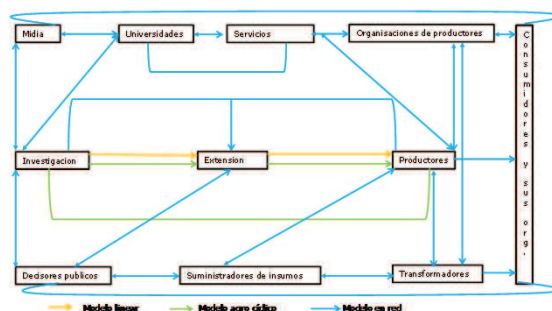 Midia
Universidades
Servicios
Organisaciones de productores
Consumidores y sus org.
Investigacion
Extension
Productores
Decisores publicos
Suministradores de insumos
Transformadores
Modelo linear
Modelo agro cíclico
Modelo en red